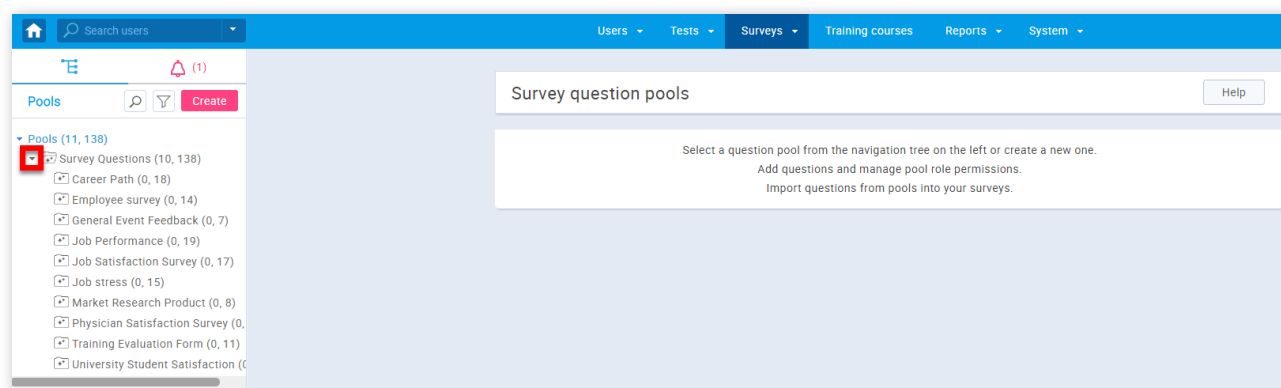 Search users
Users
Tests
Surveys
Training courses
Reports
System
(1)
Pools
Create
Survey question pools
Help
Pools (11, 138)
Survey Questions (10, 138)
Career Path (0, 18)
Employee survey (0, 14)
General Event Feedback (0, 7)
Job Performance (0, 19)
Job Satisfaction Survey (0, 17)
Job stress (0, 15)
Market Research Product (0, 8)
Physician Satisfaction Survey (0,
Training Evaluation Form (0, 11)
University Student Satisfaction (0
Select a question pool from the navigation tree on the left or create a new one.
Add questions and manage pool role permissions.
Import questions from pools into your surveys.